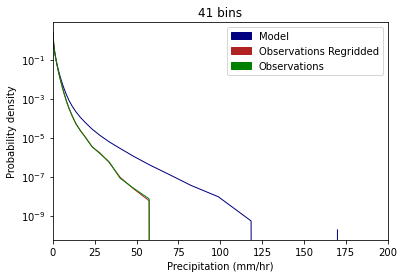 41 bins
Model
Observations Regridded
Observations
Probability density
10⁻¹
10⁻³
10⁻⁵
10⁻⁷
10⁻⁹
0 25 50 75 100 125 150 175 200
Precipitation (mm/hr)